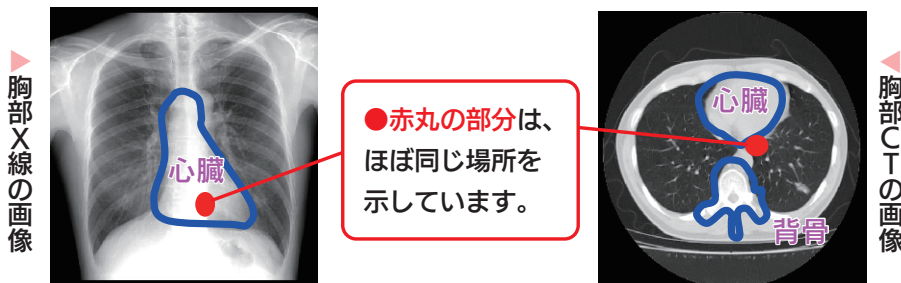 ▶胸部X線の画像
心臓
●赤丸の部分は、
ほぼ同じ場所を
示しています。
心臓
背骨
◀胸部CTの画像